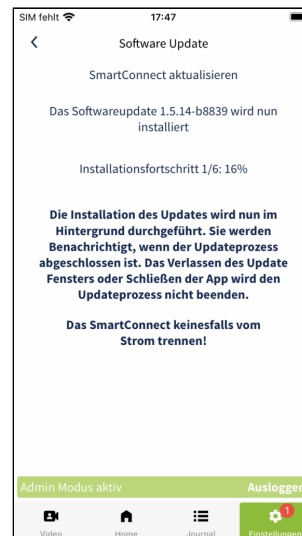 SIM fehlt 17:47
Software Update
SmartConnect aktualisieren
Das Softwareupdate 1.5.14-b8839 wird nun
installiert
Installationsfortschritt 1/6: 16%
Die Installation des Updates wird nun im
Hintergrund durchgeführt. Sie werden
Benachrichtigt, wenn der Updateprozess
abgeschlossen ist. Das Verlassen des Update
Fensters oder Schließen der App wird den
Updateprozess nicht beenden.
Das SmartConnect keinesfalls vom
Strom trennen!
Admin Modus aktiv Ausloggen
1
Video Home Journal Einstellungen